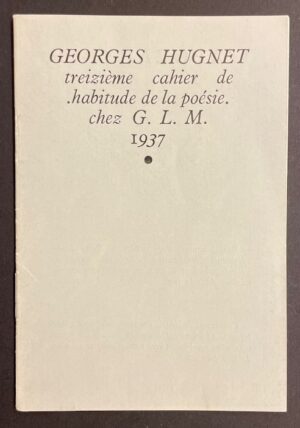 GEORGES HUGNET
treizième cahier de
.habitude de la poésie.
chez G. L. M.
1937